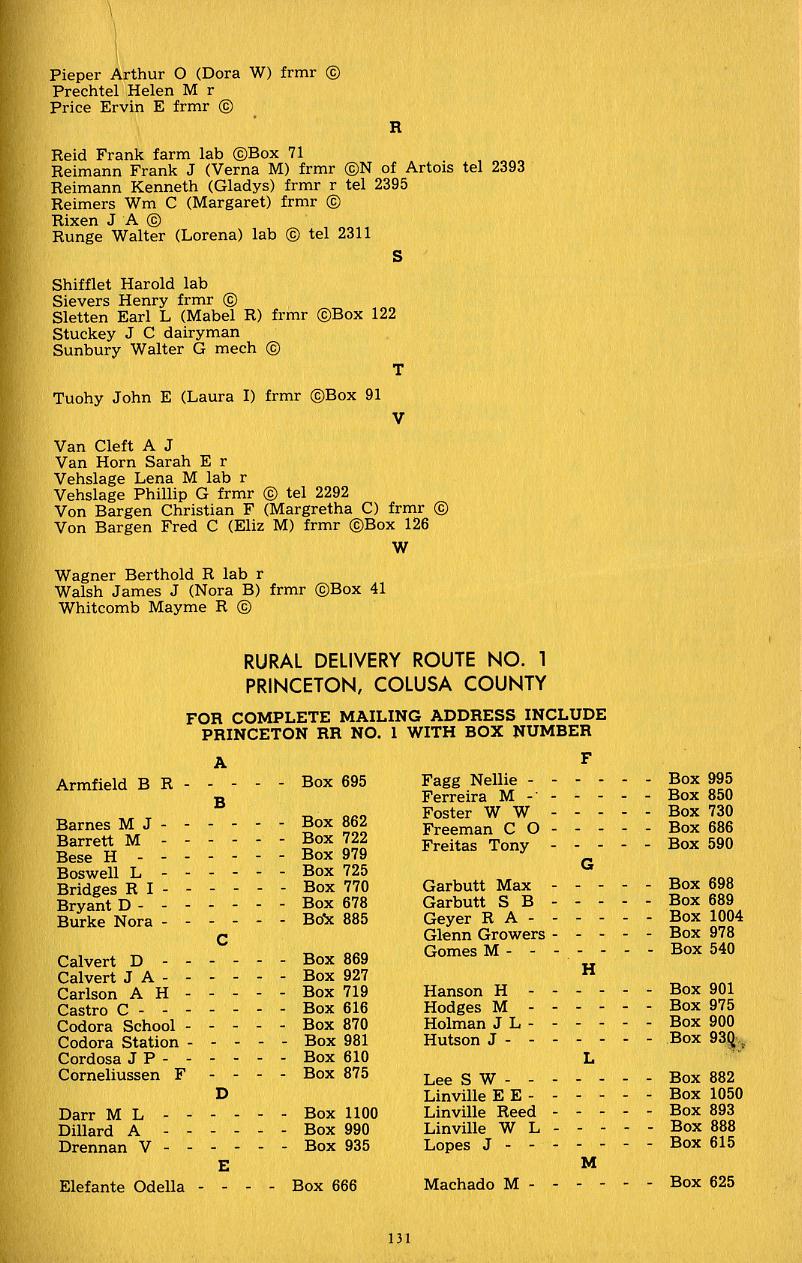 Pieper Arthur O (Dora W) frmr ©
Prechtel Helen M r
Price Ervin E frmr ©
R
Reid Frank farm lab ©Box 71
Reimann Frank J (Verna M) frmr ©N of Artois tel 2393
Reimann Kenneth (Gladys) frmr r tel 2395
Reimers Wm C (Margaret) frmr ©
Rixen J A ©
Runge Walter (Lorena) lab © tel 2311
S
Shifflet Harold lab
Sievers Henry frmr ©
Sletten Earl L (Mabel R) frmr ©Box 122
Stuckey J C dairyman
Sunbury Walter G mech ©
T
Tuohy John E (Laura I) frmr ©Box 91
V
Van Cleft A J
Van Horn Sarah E r
Vehslage Lena M lab r
Vehslage Phillip G frmr © tel 2292
Von Bargen Christian F (Margretha C) frmr ©
Von Bargen Fred C (Eliz M) frmr ©Box 126
W
Wagner Berthold R lab r
Walsh James J (Nora B) frmr ©Box 41
Whitcomb Mayme R ©
RURAL DELIVERY ROUTE NO. 1
PRINCETON, COLUSA COUNTY
FOR COMPLETE MAILING ADDRESS INCLUDE
PRINCETON RR NO. 1 WITH BOX NUMBER
A
Armfield B R - - - - - Box 695
B
Barnes M J - - - - - - Box 862
Barrett M - - - - - - Box 722
Bese H - - - - - - - Box 979
Boswell L - - - - - - Box 725
Bridges R I - - - - - - Box 770
Bryant D - - - - - - - Box 678
Burke Nora - - - - - - Box 885
C
Calvert D - - - - - - Box 869
Calvert J A - - - - - - Box 927
Carlson A H - - - - - Box 719
Castro C - - - - - - - Box 616
Codora School - - - - - Box 870
Codora Station - - - - - Box 981
Cordosa J P - - - - - - Box 610
Corneliussen F - - - - Box 875
D
Darr M L - - - - - - Box 1100
Dillard A - - - - - - Box 990
Drennan V - - - - - - Box 935
E
Elefante Odella - - - - Box 666
F
Fagg Nellie - - - - - - Box 995
Ferreira M - - - - - - Box 850
Foster W W - - - - - Box 730
Freeman C O - - - - - Box 686
Freitas Tony - - - - - Box 590
G
Garbutt Max - - - - - Box 698
Garbutt S B - - - - - Box 689
Geyer R A - - - - - - Box 1004
Glenn Growers - - - - - Box 978
Gomes M - - - - - - - Box 540
H
Hanson H - - - - - - Box 901
Hodges M - - - - - - Box 975
Holman J L - - - - - - Box 900
Hutson J - - - - - - - Box 930
L
Lee S W - - - - - - - Box 882
Linville E E - - - - - - Box 1050
Linville Reed - - - - - Box 893
Linville W L - - - - - Box 888
Lopes J - - - - - - - Box 615
M
Machado M - - - - - - Box 625
131